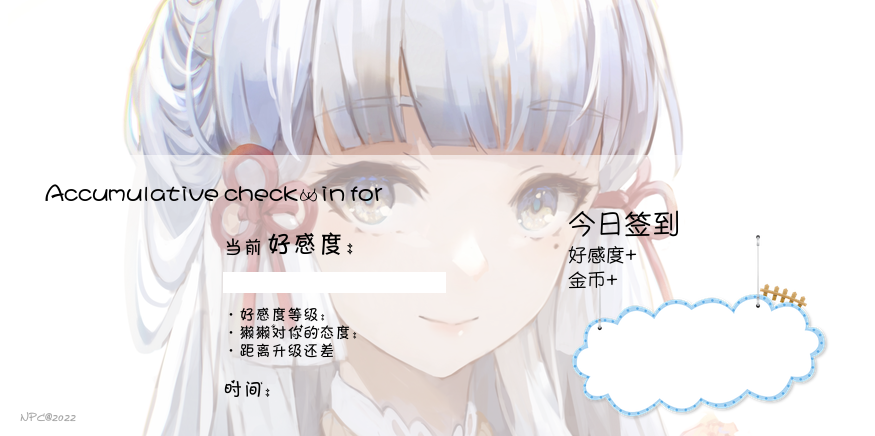 Accumulative check-in for
当前 好感度：
今日签到
好感度+
金币+
· 好感度等级：
· 獭獭对你的态度：
· 距离升级还差
时间：
NPC@2022